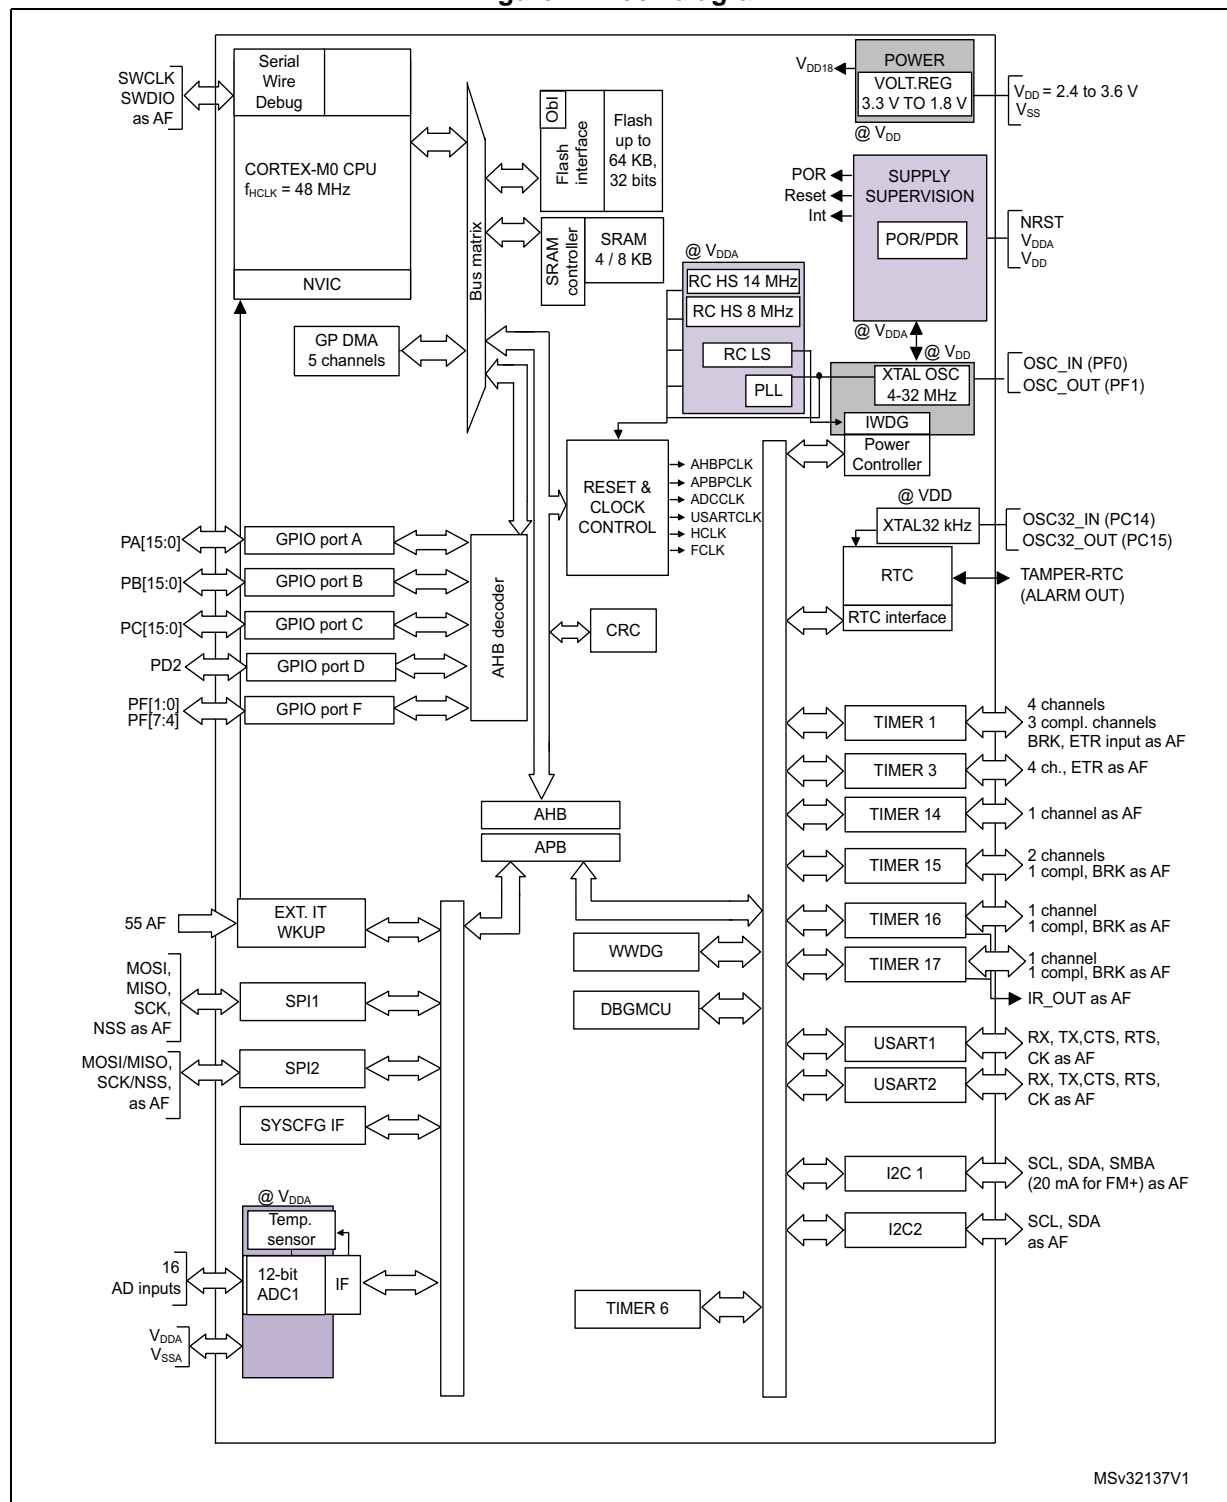 SWCLK
SWDIO
as AF
Serial
Wire
Debug
CORTEX-M0 CPU
fHCLK = 48 MHz
NVIC
Bus matrix
Obl
Flash
interface
Flash
up to
64 KB,
32 bits
SRAM
controller
SRAM
4 / 8 KB
VDD18
POWER
VOLT.REG
3.3 V TO 1.8 V
VDD = 2.4 to 3.6 V
VSS
@ VDD
POR
Reset
Int
SUPPLY
SUPERVISION
POR/PDR
NRST
VDDA
VDD
@ VDDA
@ VDDA
RC HS 14 MHz
RC HS 8 MHz
RC LS
PLL
@ VDD
XTAL OSC
4-32 MHz
OSC_IN (PF0)
OSC_OUT (PF1)
IWDG
Power
Controller
GP DMA
5 channels
RESET &
CLOCK
CONTROL
AHBPCLK
APBPCLK
ADCCLK
USARTCLK
HCLK
FCLK
@ VDD
XTAL32 kHz
OSC32_IN (PC14)
OSC32_OUT (PC15)
RTC
TAMPER-RTC
(ALARM OUT)
RTC interface
PA[15:0]
GPIO port A
PB[15:0]
GPIO port B
PC[15:0]
GPIO port C
PD2
GPIO port D
PF[1:0]
PF[7:4]
GPIO port F
AHB decoder
CRC
AHB
APB
TIMER 1
4 channels
3 compl. channels
BRK, ETR input as AF
TIMER 3
4 ch., ETR as AF
TIMER 14
1 channel as AF
TIMER 15
2 channels
1 compl, BRK as AF
TIMER 16
1 channel
1 compl, BRK as AF
TIMER 17
1 channel
1 compl, BRK as AF
IR_OUT as AF
55 AF
EXT. IT
WKUP
WWDG
DBGMCU
MOSI,
MISO,
SCK,
NSS as AF
SPI1
MOSI/MISO,
SCK/NSS,
as AF
SPI2
SYSCFG IF
USART1
RX, TX,CTS, RTS,
CK as AF
USART2
RX, TX,CTS, RTS,
CK as AF
I2C 1
SCL, SDA, SMBA
(20 mA for FM+) as AF
I2C2
SCL, SDA
as AF
@ VDDA
Temp.
sensor
16
AD inputs
12-bit
ADC1
IF
VDDA
VSSA
TIMER 6
MSv32137V1